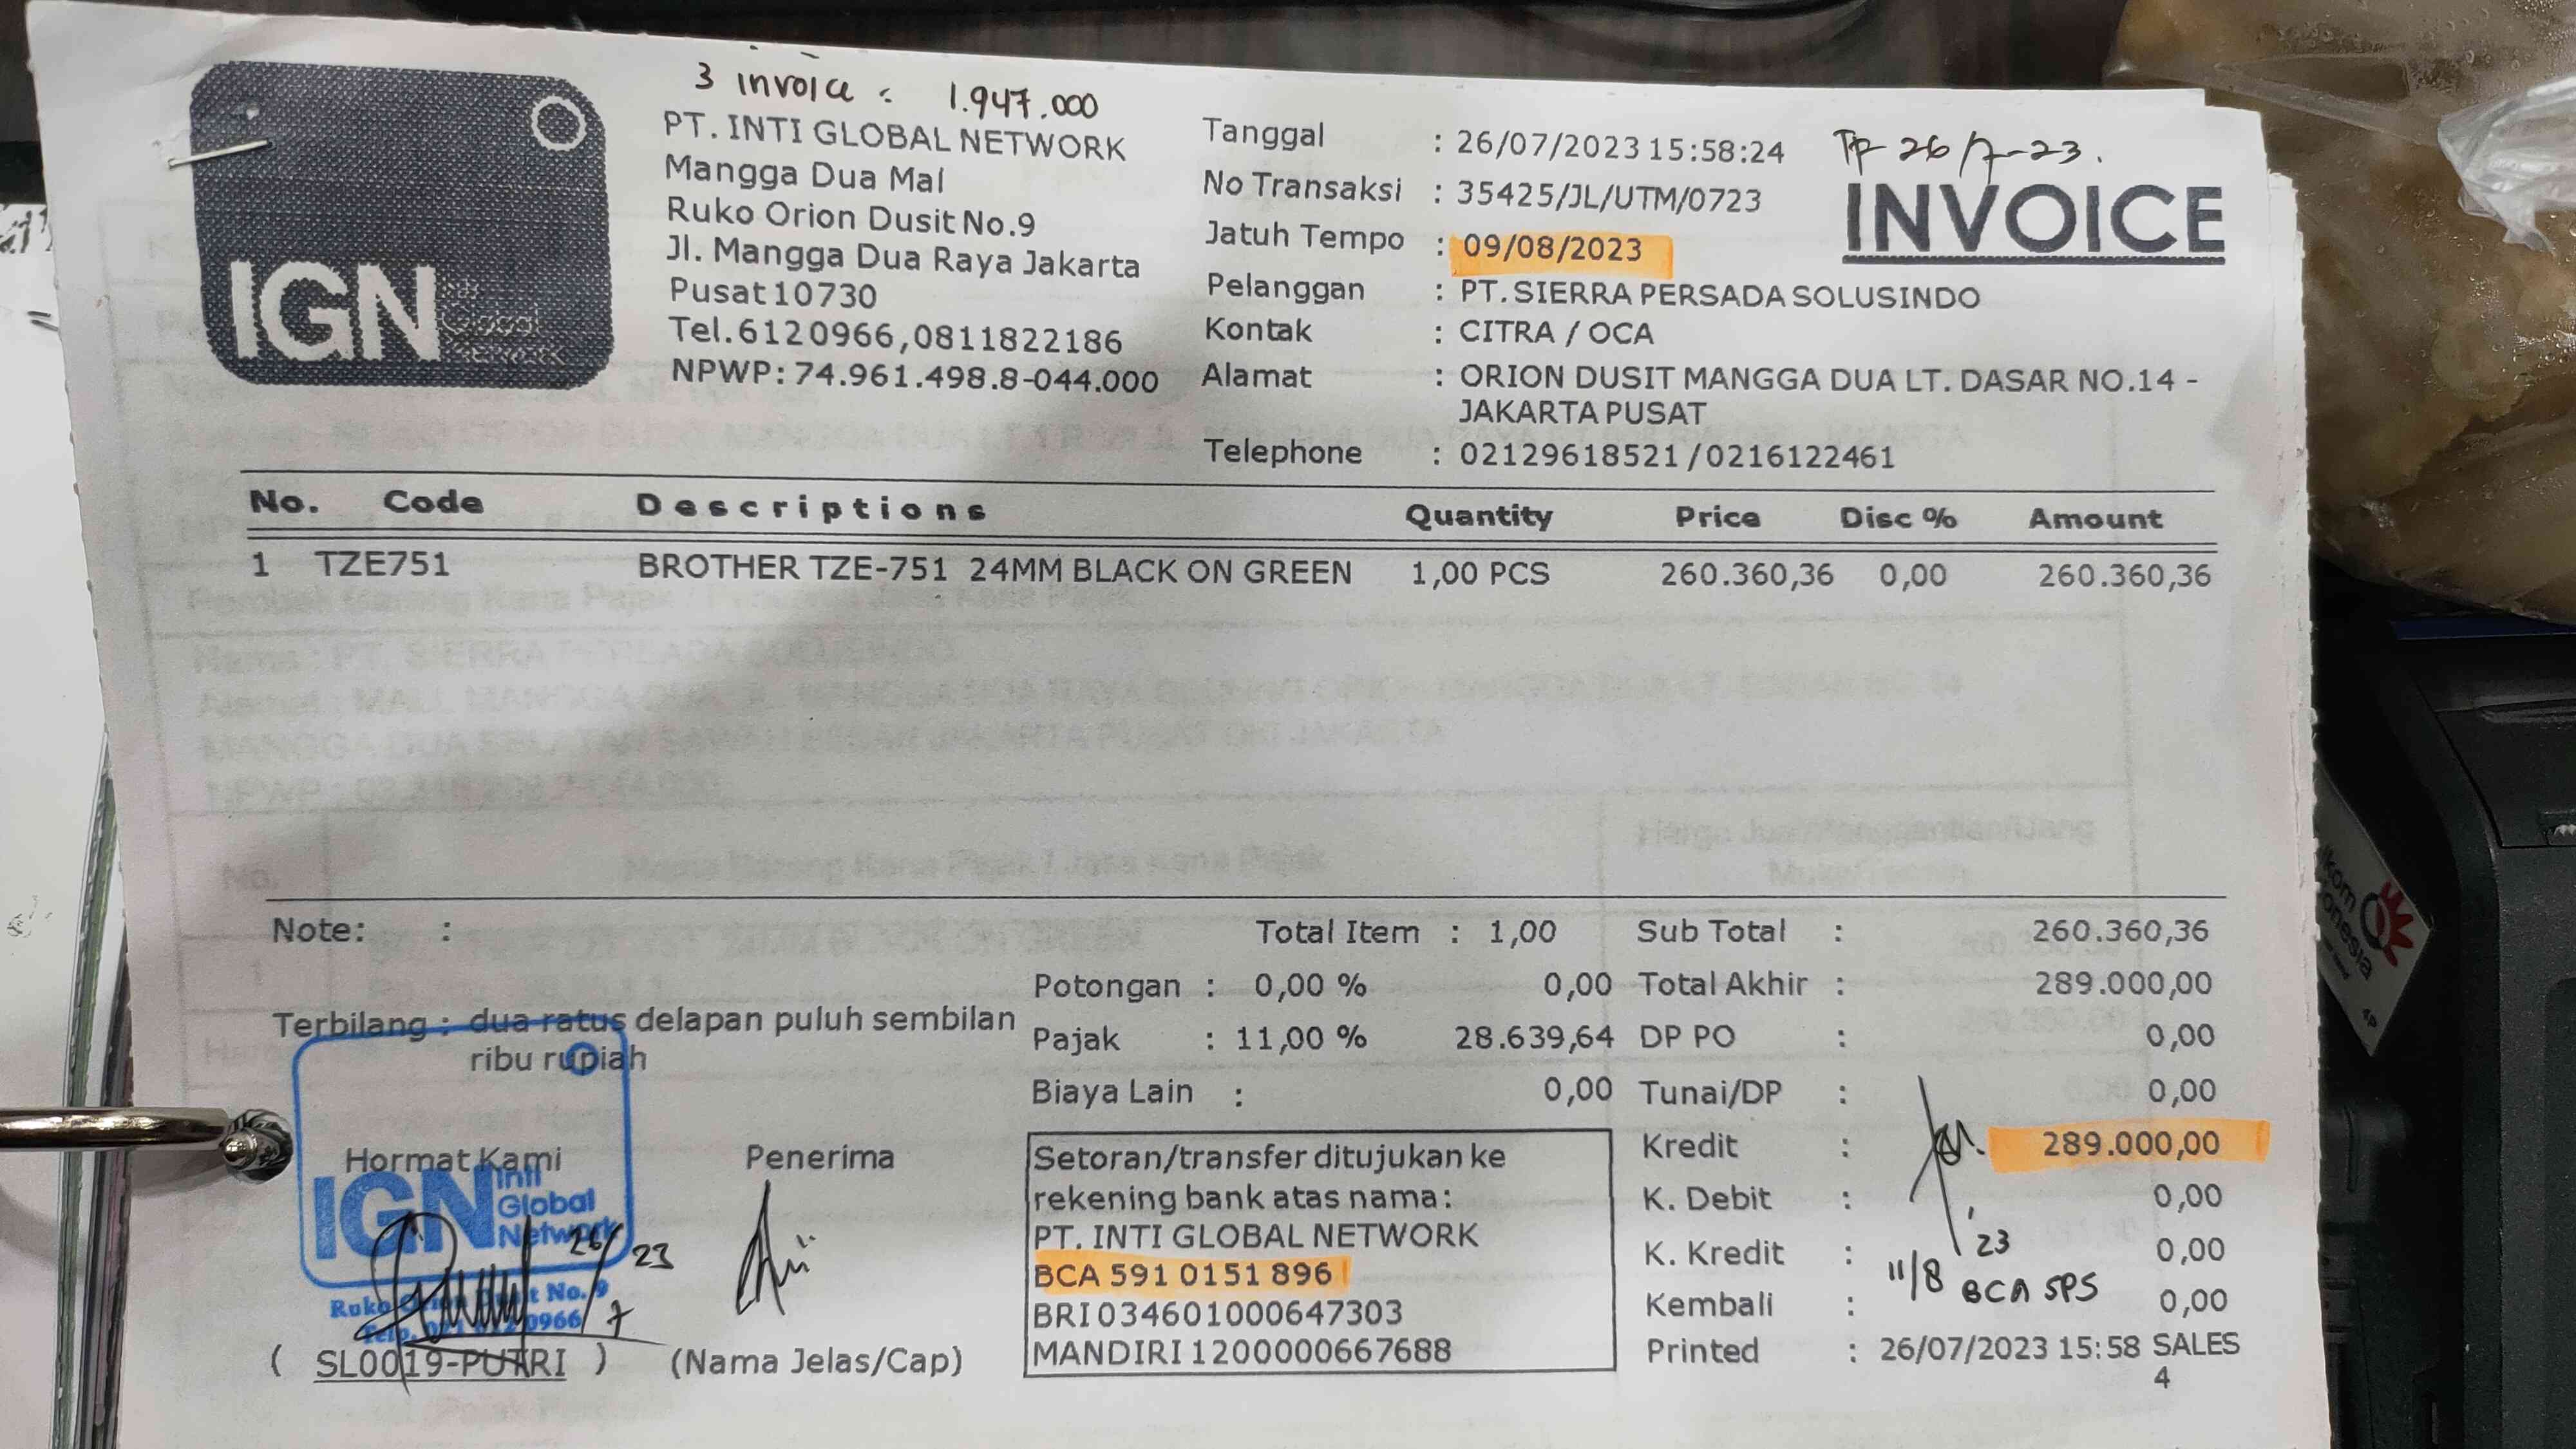 3 invoice : 1.947.000
IGN
PT. INTI GLOBAL NETWORK
Mangga Dua Mal
Ruko Orion Dusit No.9
Jl. Mangga Dua Raya Jakarta
Pusat 10730
Tel. 6120966,0811822186
NPWP: 74.961.498.8-044.000
Tanggal : 26/07/2023 15:58:24
No Transaksi : 35425/JL/UTM/0723
Jatuh Tempo : 09/08/2023
Pelanggan : PT. SIERRA PERSADA SOLUSINDO
Kontak : CITRA / OCA
Alamat : ORION DUSIT MANGGA DUA LT. DASAR NO.14 -
JAKARTA PUSAT
Telephone : 02129618521 / 0216122461
26/7-23.
INVOICE
No. Code Descriptions Quantity Price Disc % Amount
1 TZE751 BROTHER TZE-751 24MM BLACK ON GREEN 1,00 PCS 260.360,36 0,00 260.360,36
Note: :
Terbilang : dua ratus delapan puluh sembilan
ribu rupiah
Total Item : 1,00
Potongan : 0,00 % 0,00
Pajak : 11,00 % 28.639,64
Biaya Lain : 0,00
Sub Total : 260.360,36
Total Akhir : 289.000,00
DP PO : 0,00
Tunai/DP : 0,00
Kredit : 289.000,00
K. Debit : 0,00
K. Kredit : 0,00
Kembali : 0,00
Printed : 26/07/2023 15:58 SALES
4
11/8 '23
BCA SPS
Hormat Kami
IGN Inti
Global
Network
26/7 23
Ruko Orion Dusit No. 9
( SL0019-PUTRI )
Penerima
(Nama Jelas/Cap)
Setoran/transfer ditujukan ke
rekening bank atas nama:
PT. INTI GLOBAL NETWORK
BCA 591 0151 896
BRI 034601000647303
MANDIRI 1200000667688